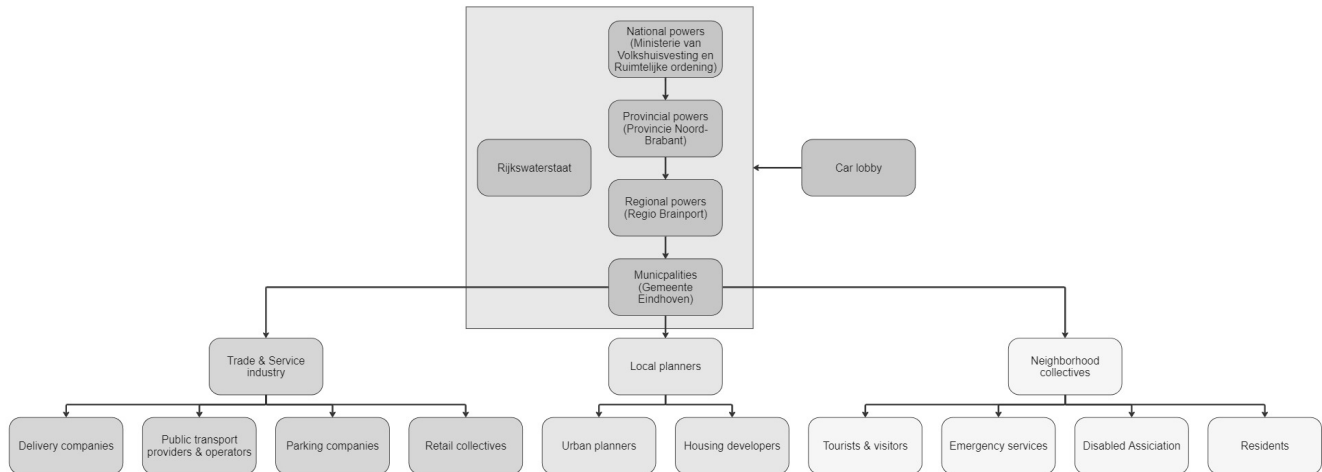 National powers
(Ministerie van
Volkshuisvesting en
Ruimtelijke ordening)
Provincial powers
(Provincie Noord-
Brabant)
Rijkswaterstaat
Car lobby
Regional powers
(Regio Brainport)
Municpalities
(Gemeente
Eindhoven)
Trade & Service
industry
Local planners
Neighborhood
collectives
Delivery companies
Public transport
providers & operators
Parking companies
Retail collectives
Urban planners
Housing developers
Tourists & visitors
Emergency services
Disabled Assiciation
Residents